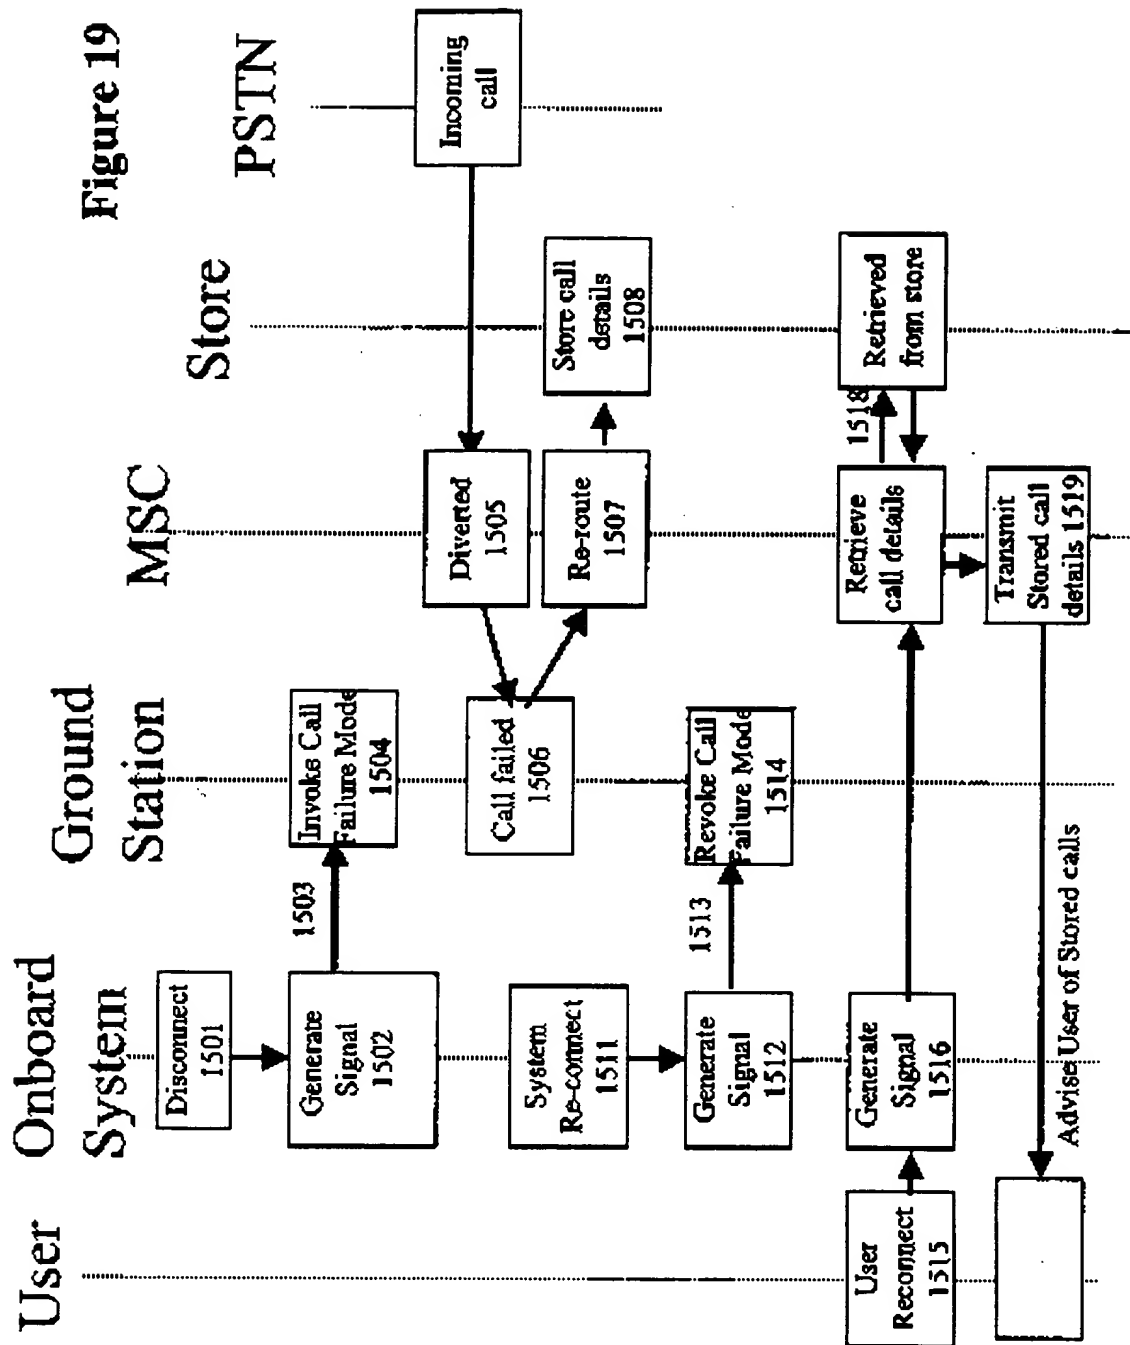 Figure 19
User
Onboard
System
Ground
Station
MSC
Store
PSTN
Disconnect
1501
Generate
Signal
1502
1503
Invoke Call
Failure Mode
1504
Incoming
call
Diverted
1505
Call failed
1506
Re-route
1507
Store call
details
1508
System
Re-connect
1511
Generate
Signal
1512
1513
Revoke Call
Failure Mode
1514
User
Reconnect
1515
Generate
Signal
1516
Retrieve
call details
1518
Retrieved
from store
Transmit
Stored call
details 1519
Advise User of Stored calls